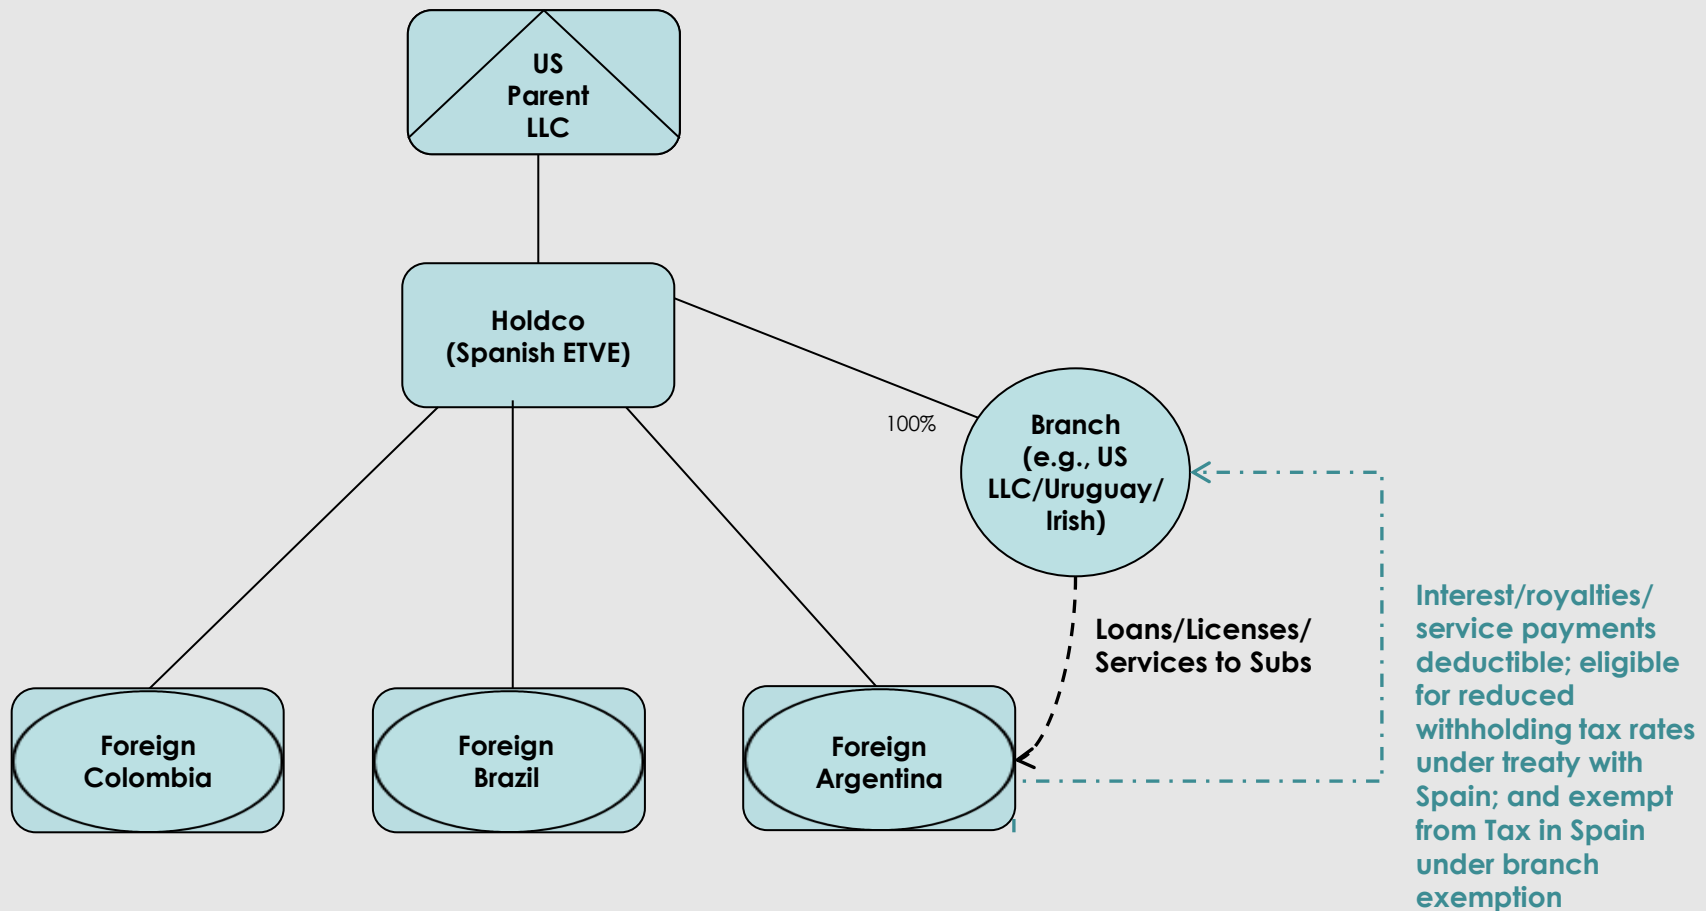 US
Parent
LLC
Holdco
(Spanish ETVE)
100%
Branch
(e.g., US
LLC/Uruguay/
Irish)
Loans/Licenses/
Services to Subs
Interest/royalties/
service payments
deductible; eligible
for reduced
withholding tax rates
under treaty with
Spain; and exempt
from Tax in Spain
under branch
exemption
Foreign
Colombia
Foreign
Brazil
Foreign
Argentina